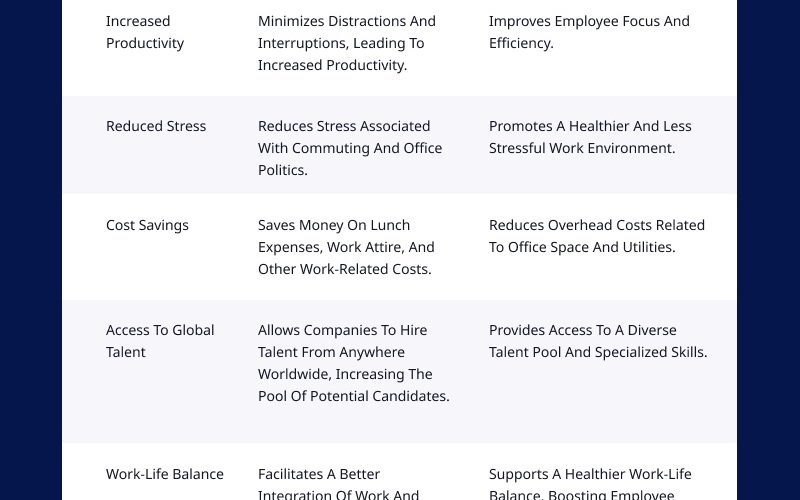 Increased
Productivity
Minimizes Distractions And
Interruptions, Leading To
Increased Productivity.
Improves Employee Focus And
Efficiency.
Reduced Stress
Reduces Stress Associated
With Commuting And Office
Politics.
Promotes A Healthier And Less
Stressful Work Environment.
Cost Savings
Saves Money On Lunch
Expenses, Work Attire, And
Other Work-Related Costs.
Reduces Overhead Costs Related
To Office Space And Utilities.
Access To Global
Talent
Allows Companies To Hire
Talent From Anywhere
Worldwide, Increasing The
Pool Of Potential Candidates.
Provides Access To A Diverse
Talent Pool And Specialized Skills.
Work-Life Balance
Facilitates A Better
Integration Of Work And
Supports A Healthier Work-Life
Balance, Boosting Employee